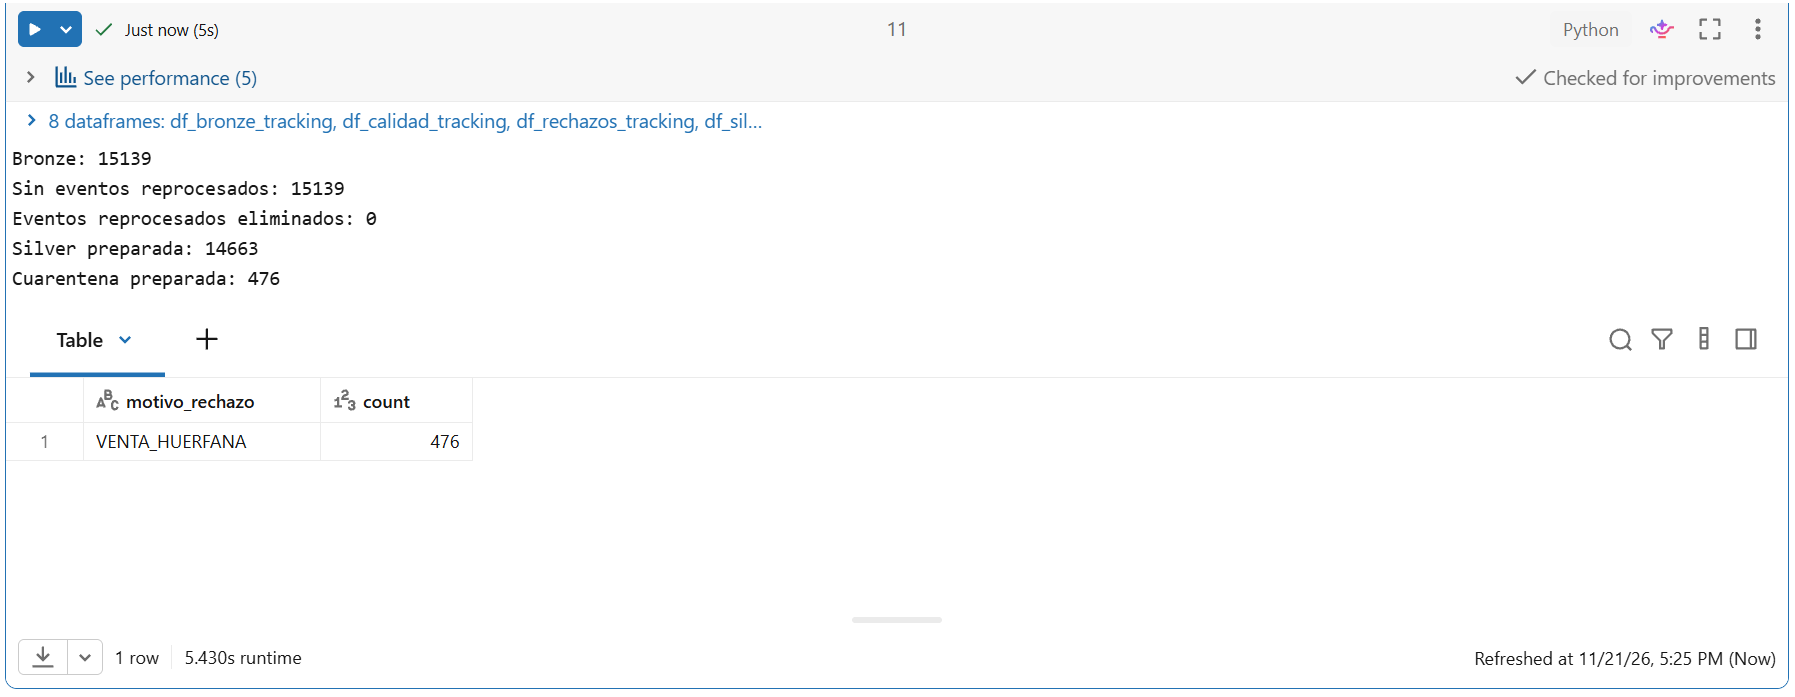 Just now (5s)
11
Python
See performance (5)
Checked for improvements
8 dataframes: df_bronze_tracking, df_calidad_tracking, df_rechazos_tracking, df_sil...
Bronze: 15139
Sin eventos reprocesados: 15139
Eventos reprocesados eliminados: 0
Silver preparada: 14663
Cuarentena preparada: 476
Table
motivo_rechazo count
1 VENTA_HUERFANA 476
1 row 5.430s runtime
Refreshed at 11/21/26, 5:25 PM (Now)